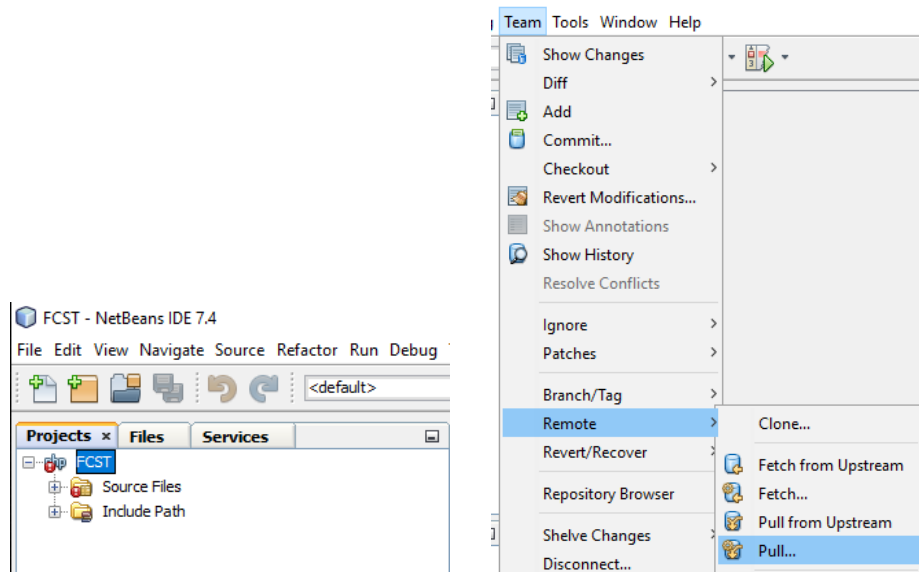 FCST - NetBeans IDE 7.4
File Edit View Navigate Source Refactor Run Debug
<default>
Projects × Files Services
php FCST
Source Files
Include Path
Team Tools Window Help
Show Changes
Diff
Add
Commit...
Checkout
Revert Modifications...
Show Annotations
Show History
Resolve Conflicts
Ignore
Patches
Branch/Tag
Remote
Revert/Recover
Repository Browser
Shelve Changes
Disconnect...
Clone...
Fetch from Upstream
Fetch...
Pull from Upstream
Pull...